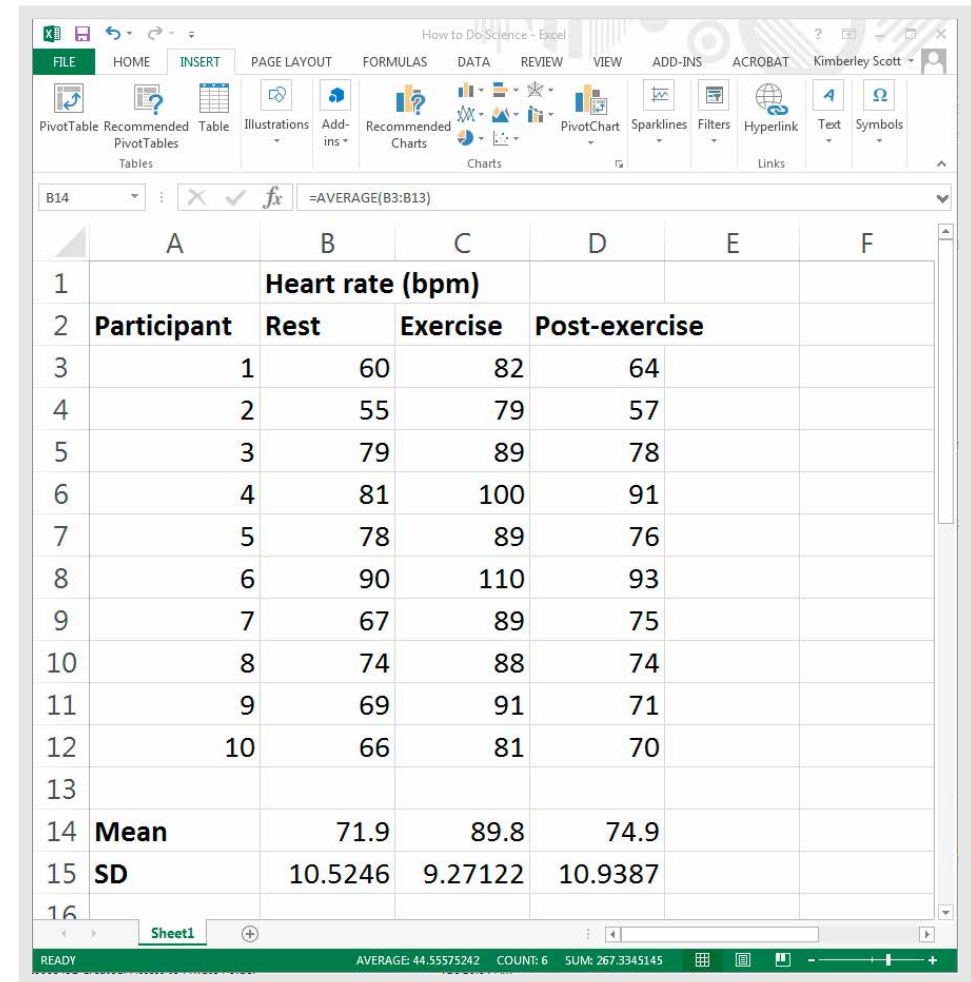 How to Do Science - Excel
FILE HOME INSERT PAGE LAYOUT FORMULAS DATA REVIEW VIEW ADD-INS ACROBAT Kimberley Scott
PivotTable Recommended PivotTables Table Illustrations Add-ins Recommended Charts PivotChart Sparklines Filters Hyperlink Text Symbols
Tables Charts Links
B14 fx =AVERAGE(B3:B13)
A B C D E F
1 Heart rate (bpm)
2 Participant Rest Exercise Post-exercise
3 1 60 82 64
4 2 55 79 57
5 3 79 89 78
6 4 81 100 91
7 5 78 89 76
8 6 90 110 93
9 7 67 89 75
10 8 74 88 74
11 9 69 91 71
12 10 66 81 70
13
14 Mean 71.9 89.8 74.9
15 SD 10.5246 9.27122 10.9387
16
Sheet1
READY AVERAGE: 44.55575242 COUNT: 6 SUM: 267.3345145